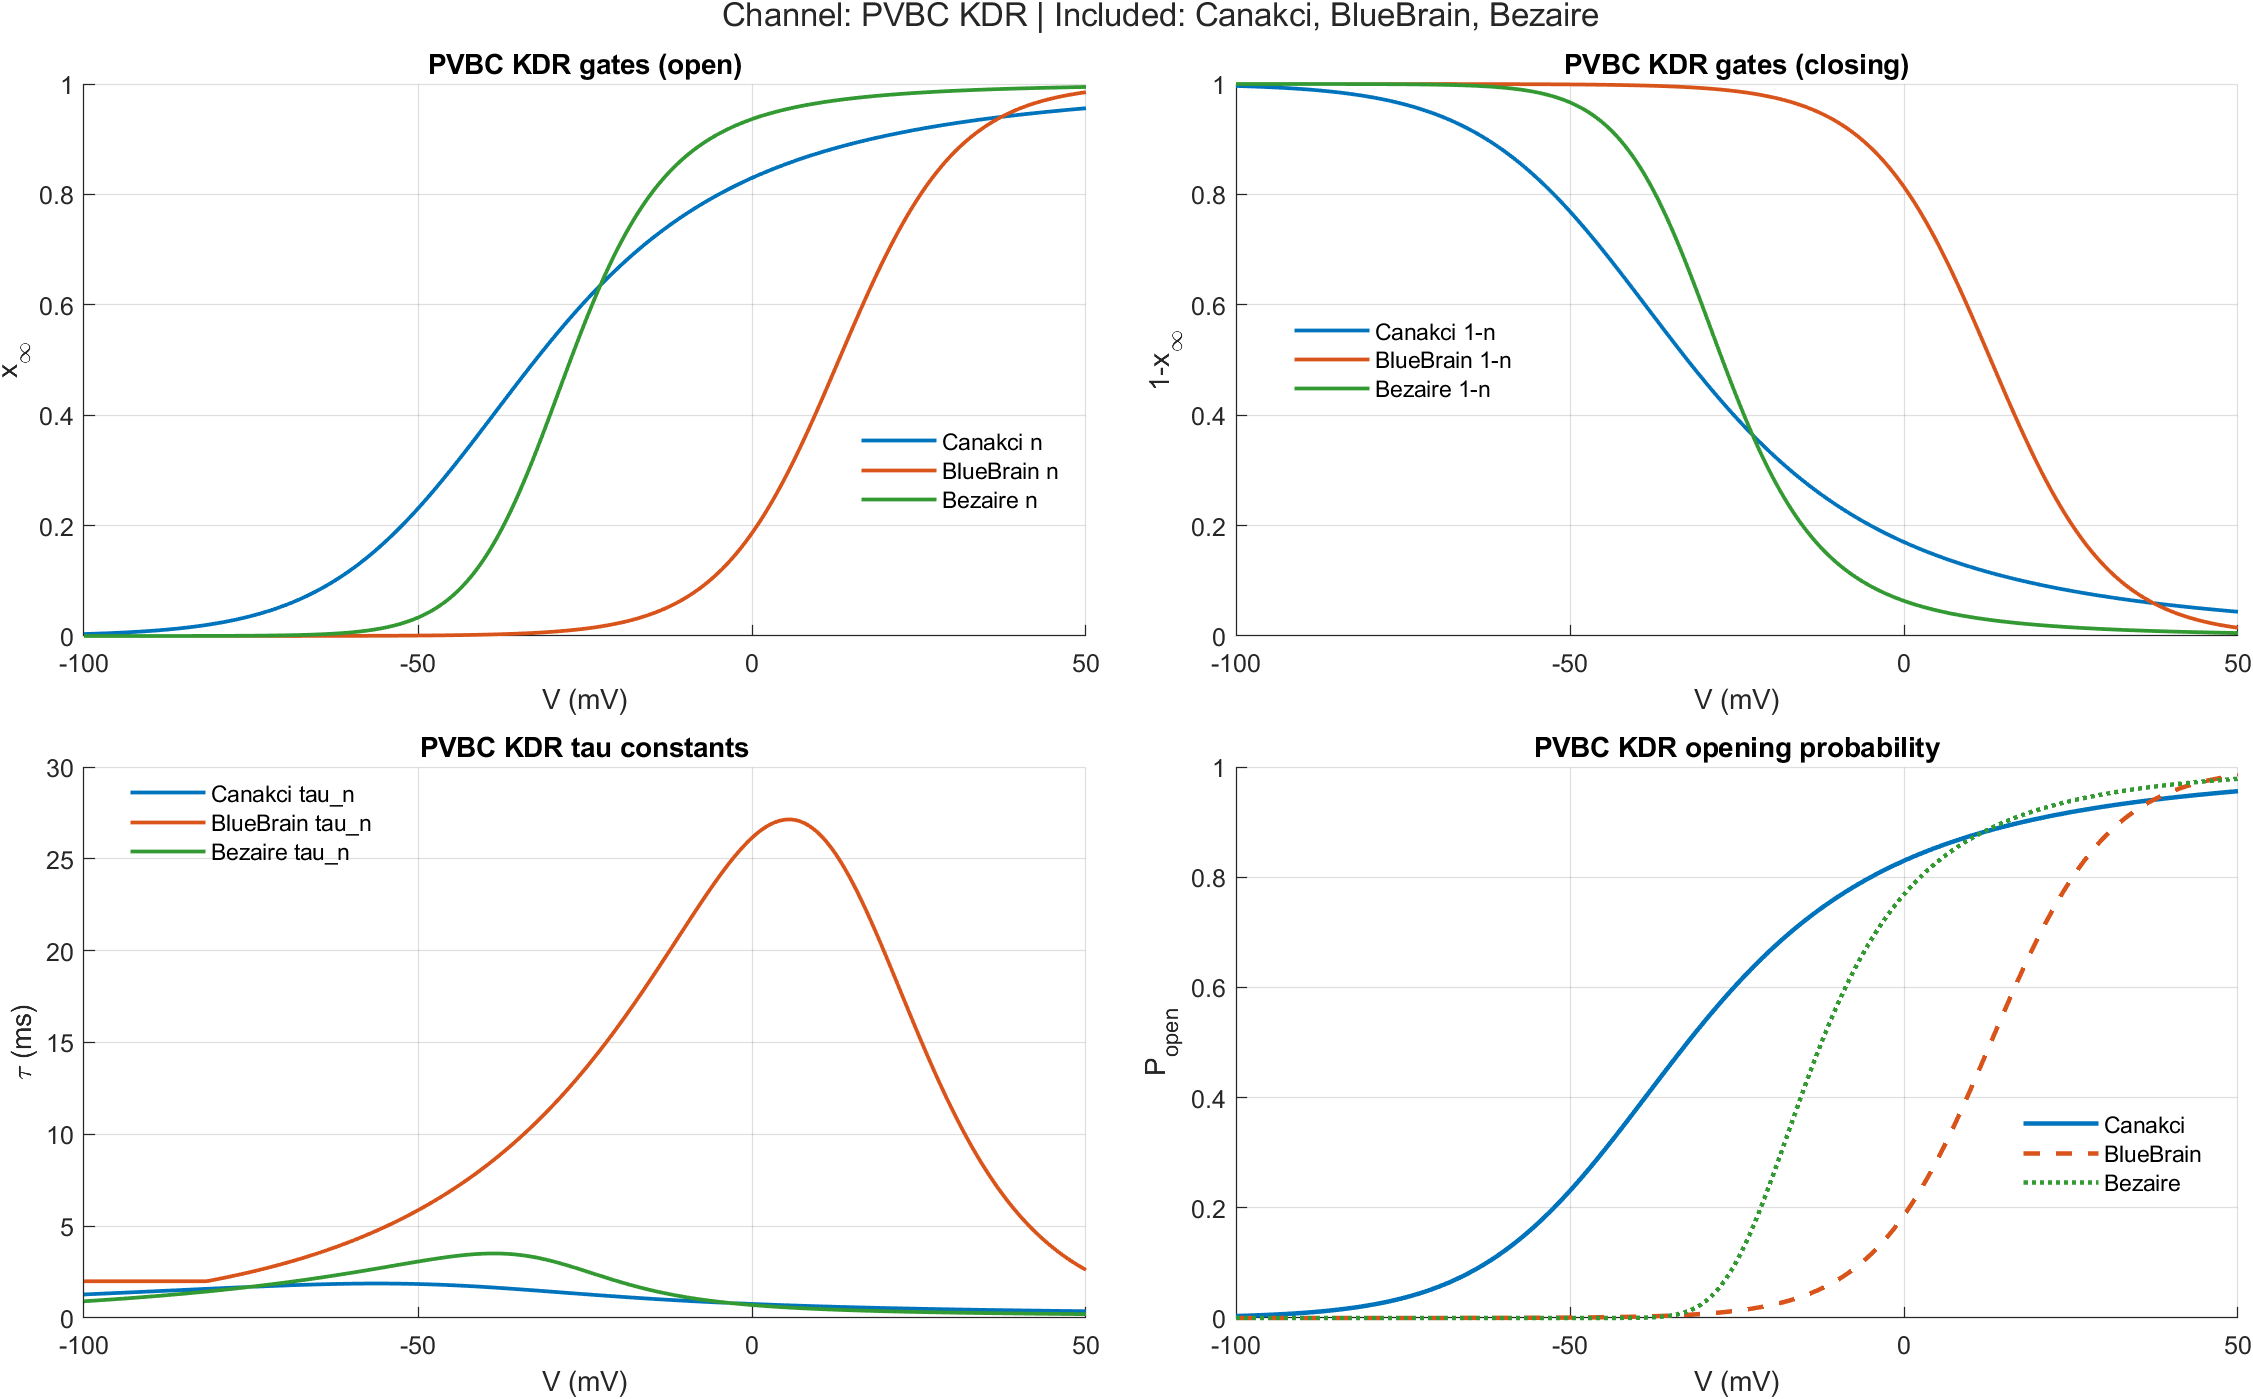 Channel: PVBC KDR | Included: Canakci, BlueBrain, Bezaire
PVBC KDR gates (open)
1
0.8
0.6
0.4
0.2
0
x∞
Canakci n
BlueBrain n
Bezaire n
-100
-50
0
50
V (mV)
PVBC KDR gates (closing)
1
0.8
0.6
0.4
0.2
0
1-x∞
Canakci 1-n
BlueBrain 1-n
Bezaire 1-n
-100
-50
0
50
V (mV)
PVBC KDR tau constants
30
25
20
15
10
5
0
τ (ms)
Canakci tau_n
BlueBrain tau_n
Bezaire tau_n
-100
-50
0
50
V (mV)
PVBC KDR opening probability
1
0.8
0.6
0.4
0.2
0
Popen
Canakci
BlueBrain
Bezaire
-100
-50
0
50
V (mV)